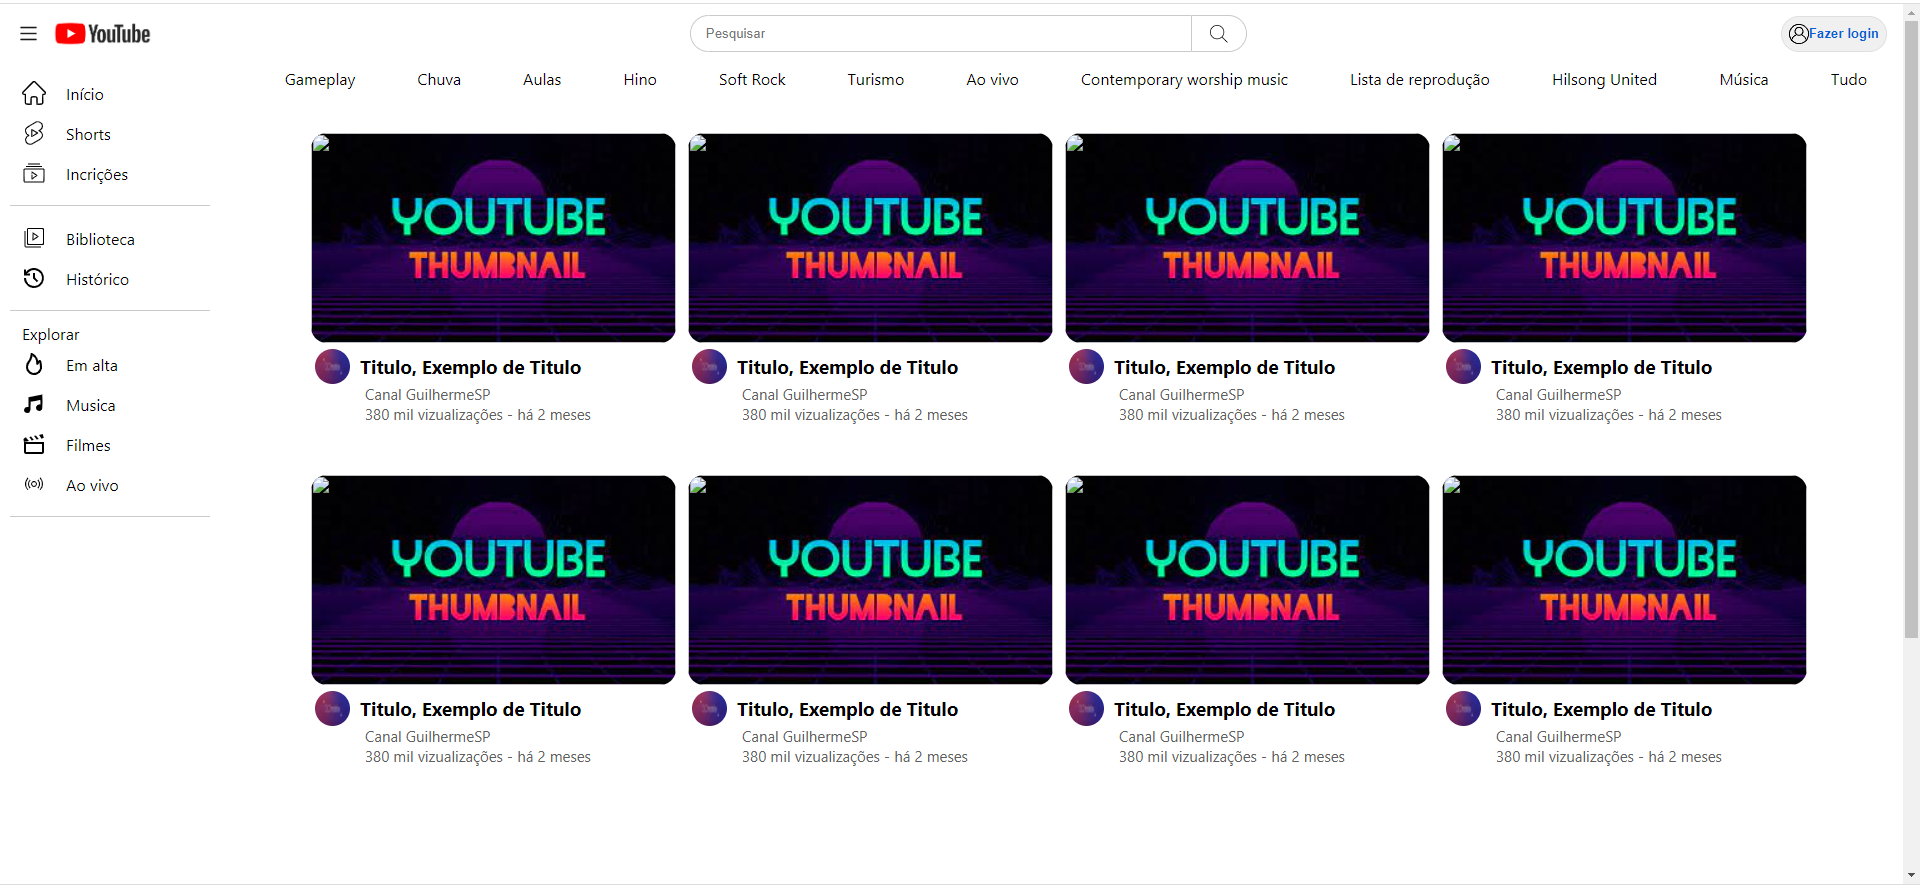 YouTube
Pesquisar
Fazer login
Gameplay Chuva Aulas Hino Soft Rock Turismo Ao vivo Contemporary worship music Lista de reprodução Hilsong United Música Tudo
Início
Shorts
Incrições
Biblioteca
Histórico
Explorar
Em alta
Musica
Filmes
Ao vivo
YOUTUBE
THUMBNAIL
YOUTUBE
THUMBNAIL
YOUTUBE
THUMBNAIL
YOUTUBE
THUMBNAIL
Titulo, Exemplo de Titulo
Canal GuilhermeSP
380 mil vizualizações - há 2 meses
Titulo, Exemplo de Titulo
Canal GuilhermeSP
380 mil vizualizações - há 2 meses
Titulo, Exemplo de Titulo
Canal GuilhermeSP
380 mil vizualizações - há 2 meses
Titulo, Exemplo de Titulo
Canal GuilhermeSP
380 mil vizualizações - há 2 meses
YOUTUBE
THUMBNAIL
YOUTUBE
THUMBNAIL
YOUTUBE
THUMBNAIL
YOUTUBE
THUMBNAIL
Titulo, Exemplo de Titulo
Canal GuilhermeSP
380 mil vizualizações - há 2 meses
Titulo, Exemplo de Titulo
Canal GuilhermeSP
380 mil vizualizações - há 2 meses
Titulo, Exemplo de Titulo
Canal GuilhermeSP
380 mil vizualizações - há 2 meses
Titulo, Exemplo de Titulo
Canal GuilhermeSP
380 mil vizualizações - há 2 meses